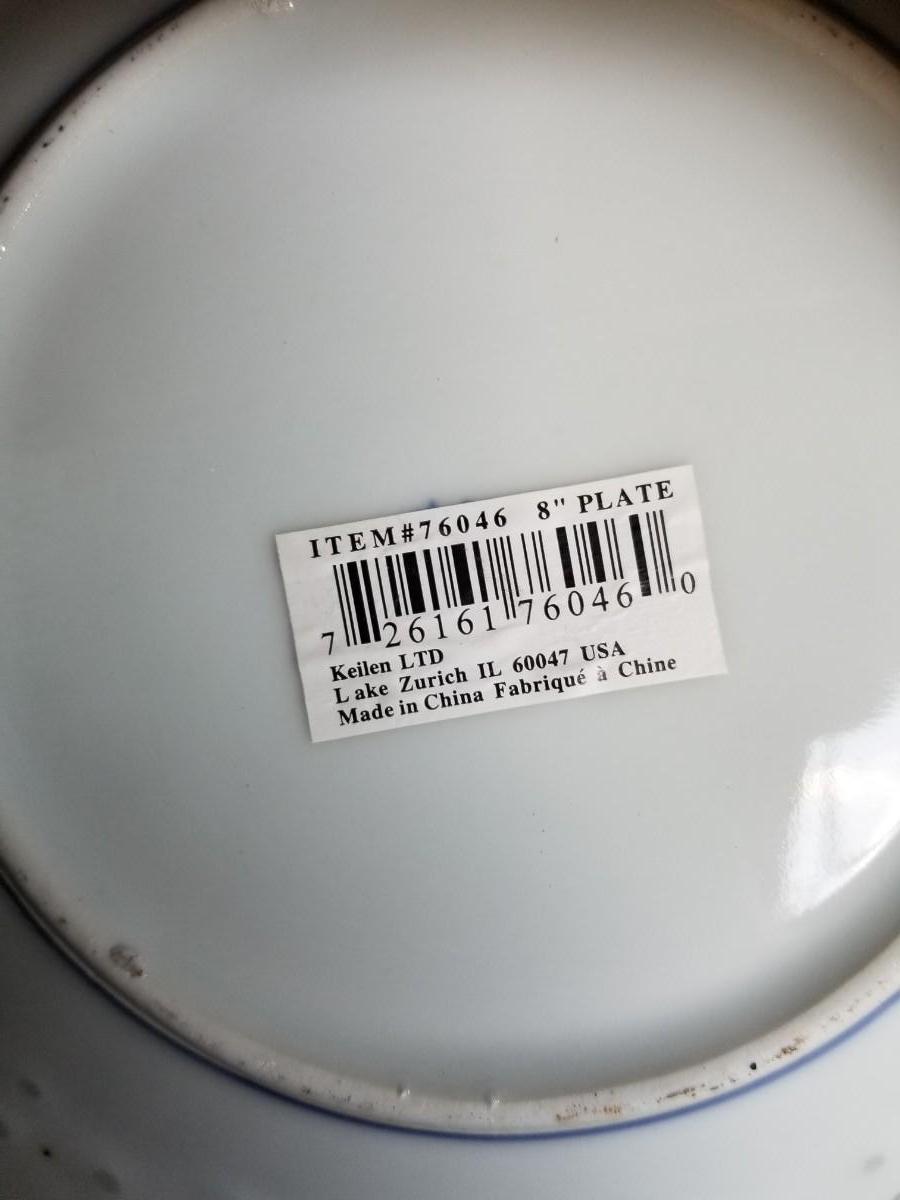 ITEM#76046 8" PLATE
7 26161 76046 0
Keilen LTD
Lake Zurich IL 60047 USA
Made in China Fabriqué à Chine